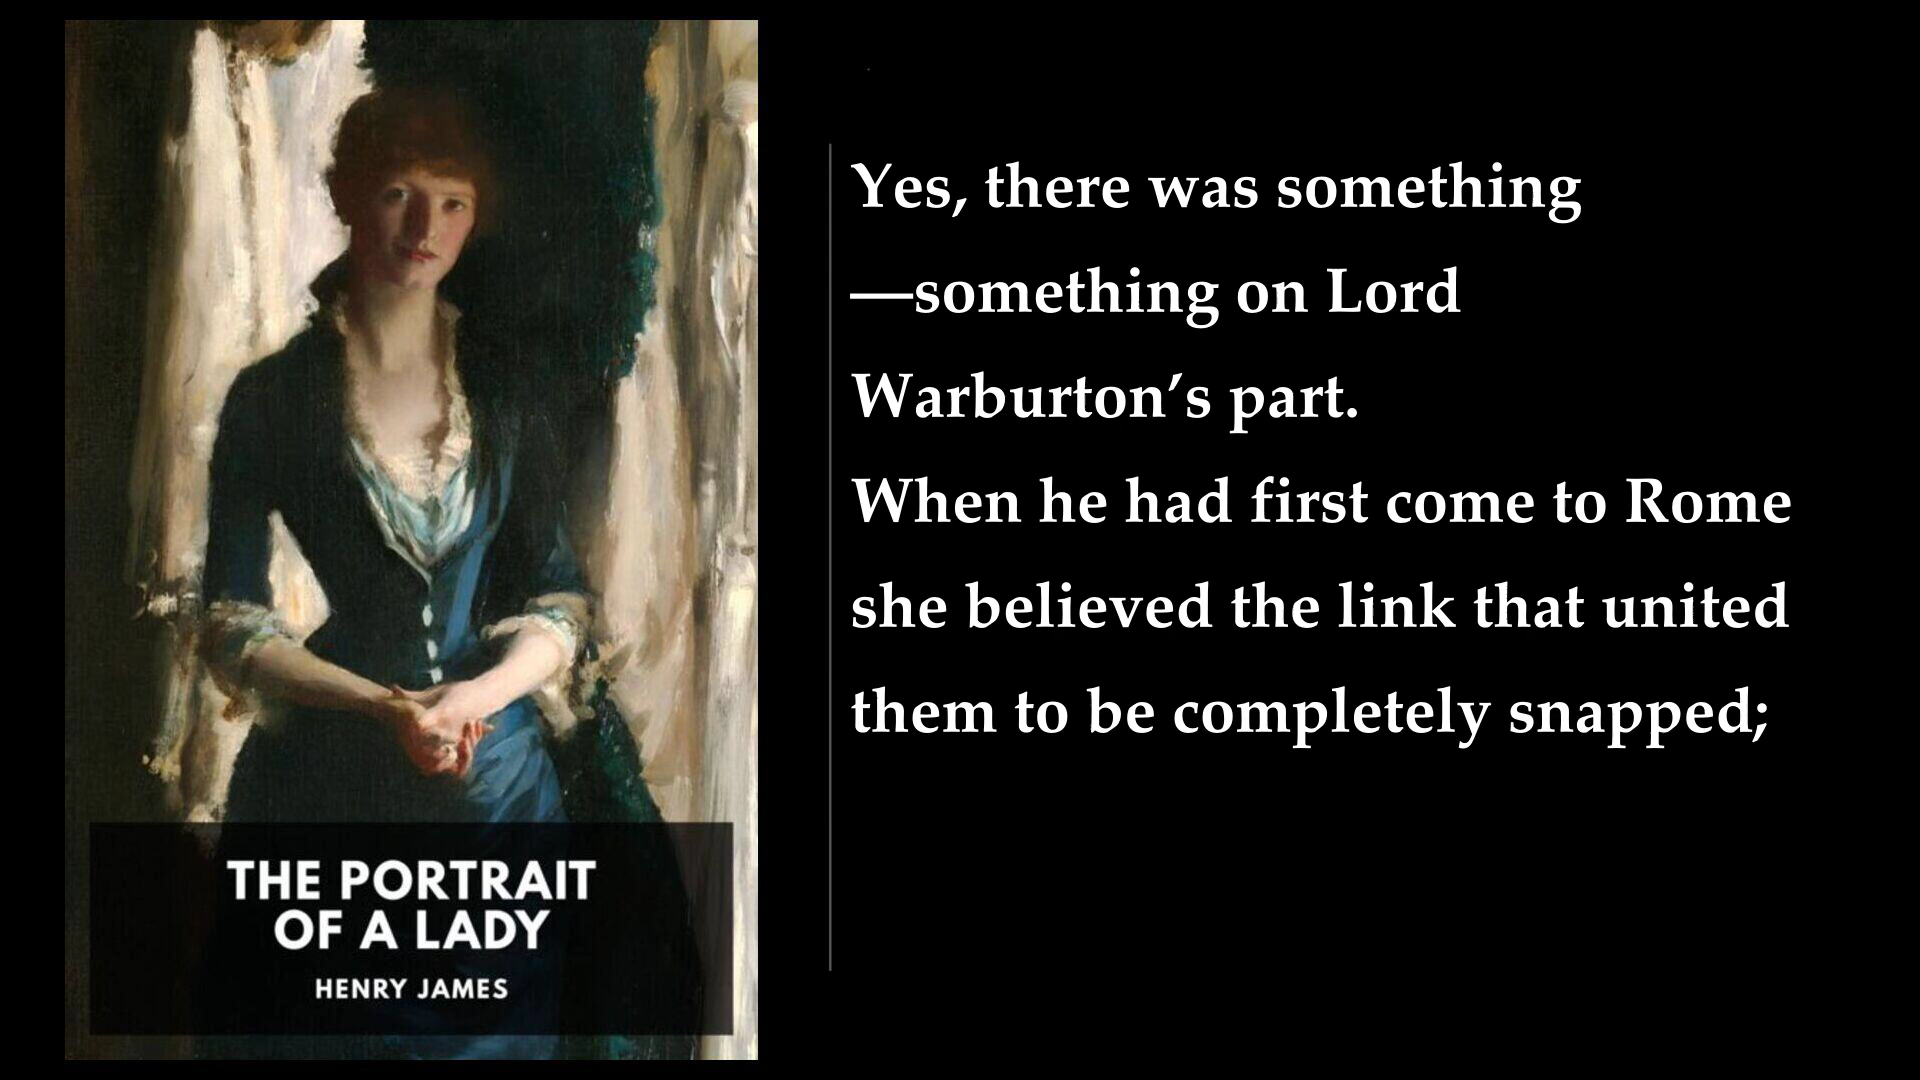 Yes, there was something
—something on Lord
Warburton’s part.
When he had first come to Rome
she believed the link that united
them to be completely snapped;
THE PORTRAIT
OF A LADY
HENRY JAMES